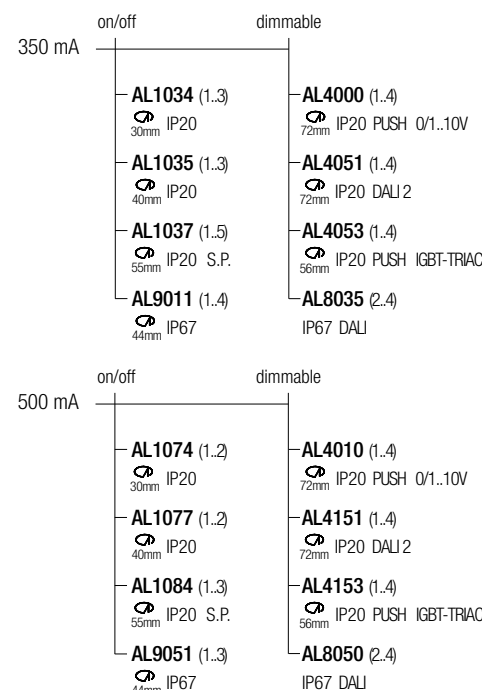 on/off dimmable
350 mA
AL1034 (1..3)
30mm IP20
AL1035 (1..3)
40mm IP20
AL1037 (1..5)
55mm IP20 S.P.
AL9011 (1..4)
44mm IP67
AL4000 (1..4)
72mm IP20 PUSH 0/1..10V
AL4051 (1..4)
72mm IP20 DALI 2
AL4053 (1..4)
56mm IP20 PUSH IGBT-TRIAC
AL8035 (2..4)
IP67 DALI
on/off dimmable
500 mA
AL1074 (1..2)
30mm IP20
AL1077 (1..2)
40mm IP20
AL1084 (1..3)
55mm IP20 S.P.
AL9051 (1..3)
44mm IP67
AL4010 (1..4)
72mm IP20 PUSH 0/1..10V
AL4151 (1..4)
72mm IP20 DALI 2
AL4153 (1..4)
56mm IP20 PUSH IGBT-TRIAC
AL8050 (2..4)
IP67 DALI